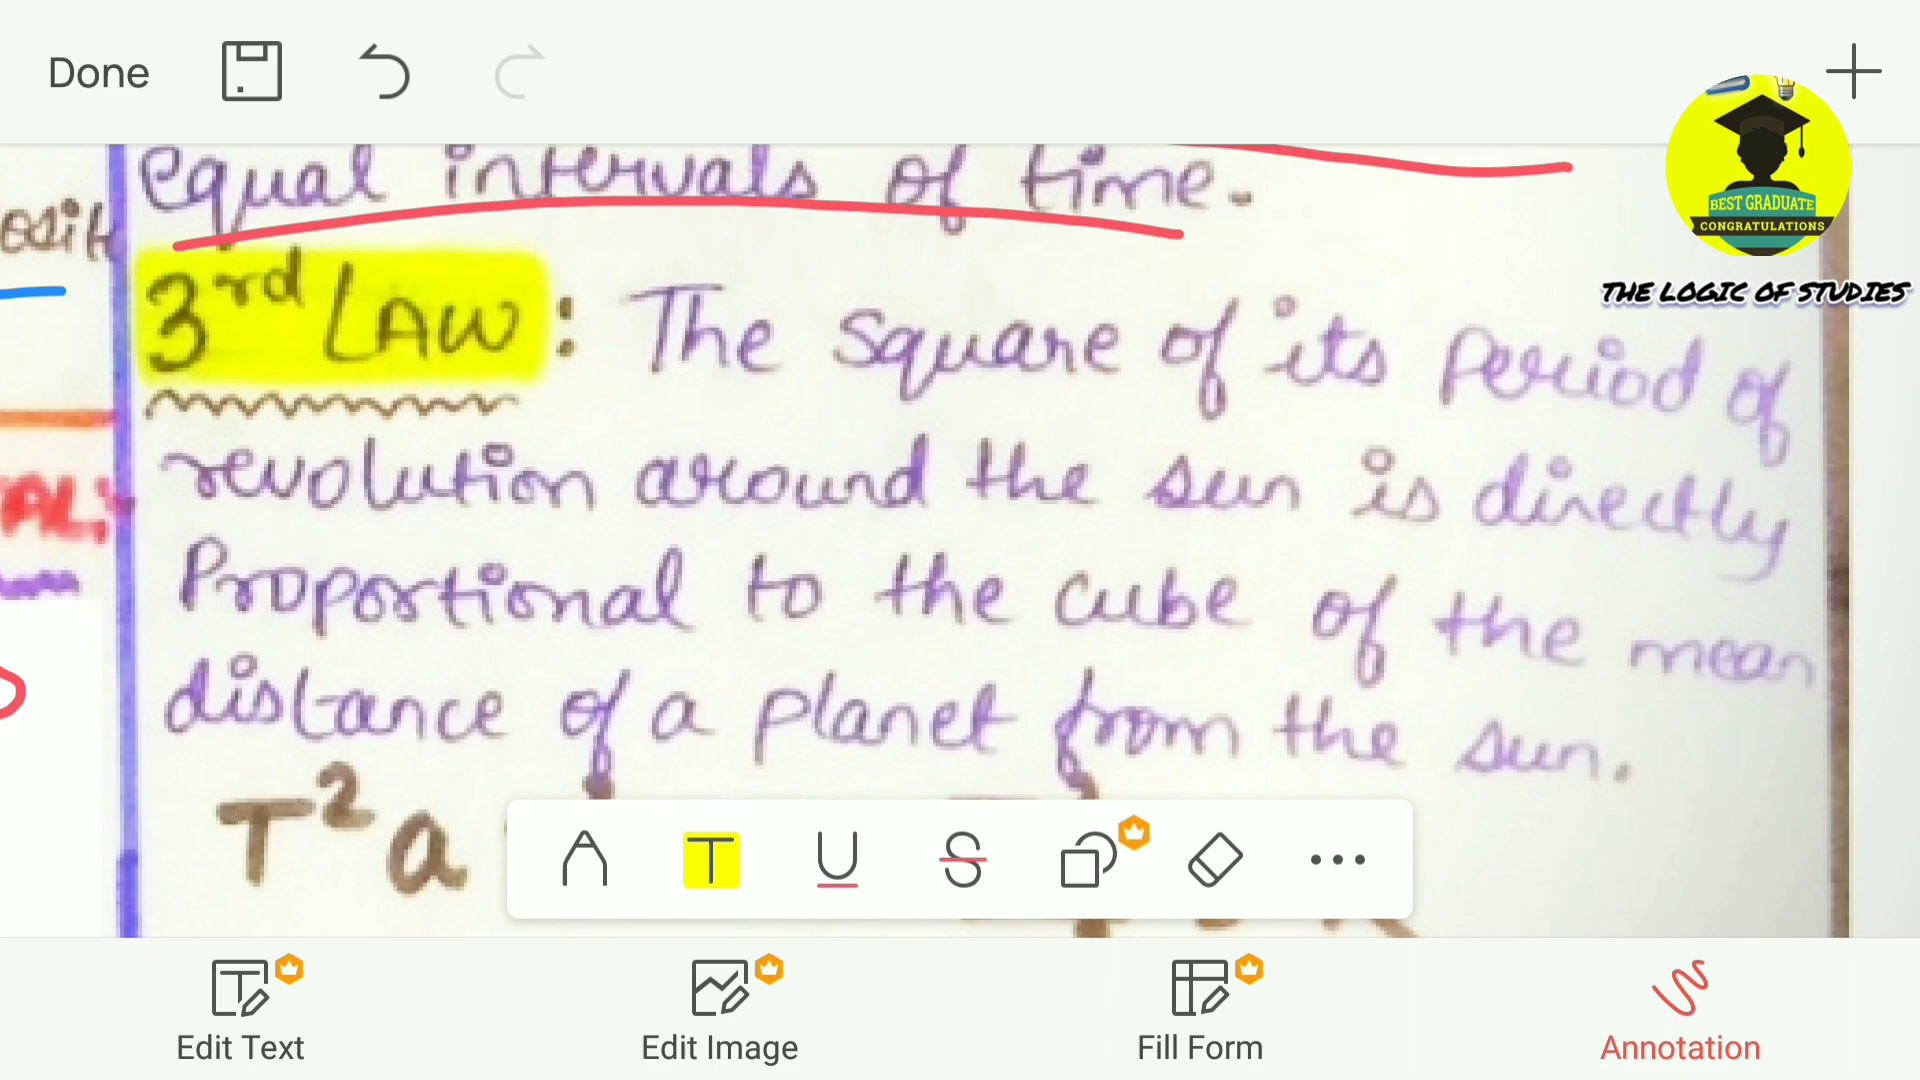 Done
equal intervals of time.
BEST GRADUATE
CONGRATULATIONS
THE LOGIC OF STUDIES
3rd LAW: The square of its period of
revolution around the sun is directly
AL:
Proportional to the cube of the mean
distance of a planet from the sun.
T² a
Edit Text
Edit Image
Fill Form
Annotation